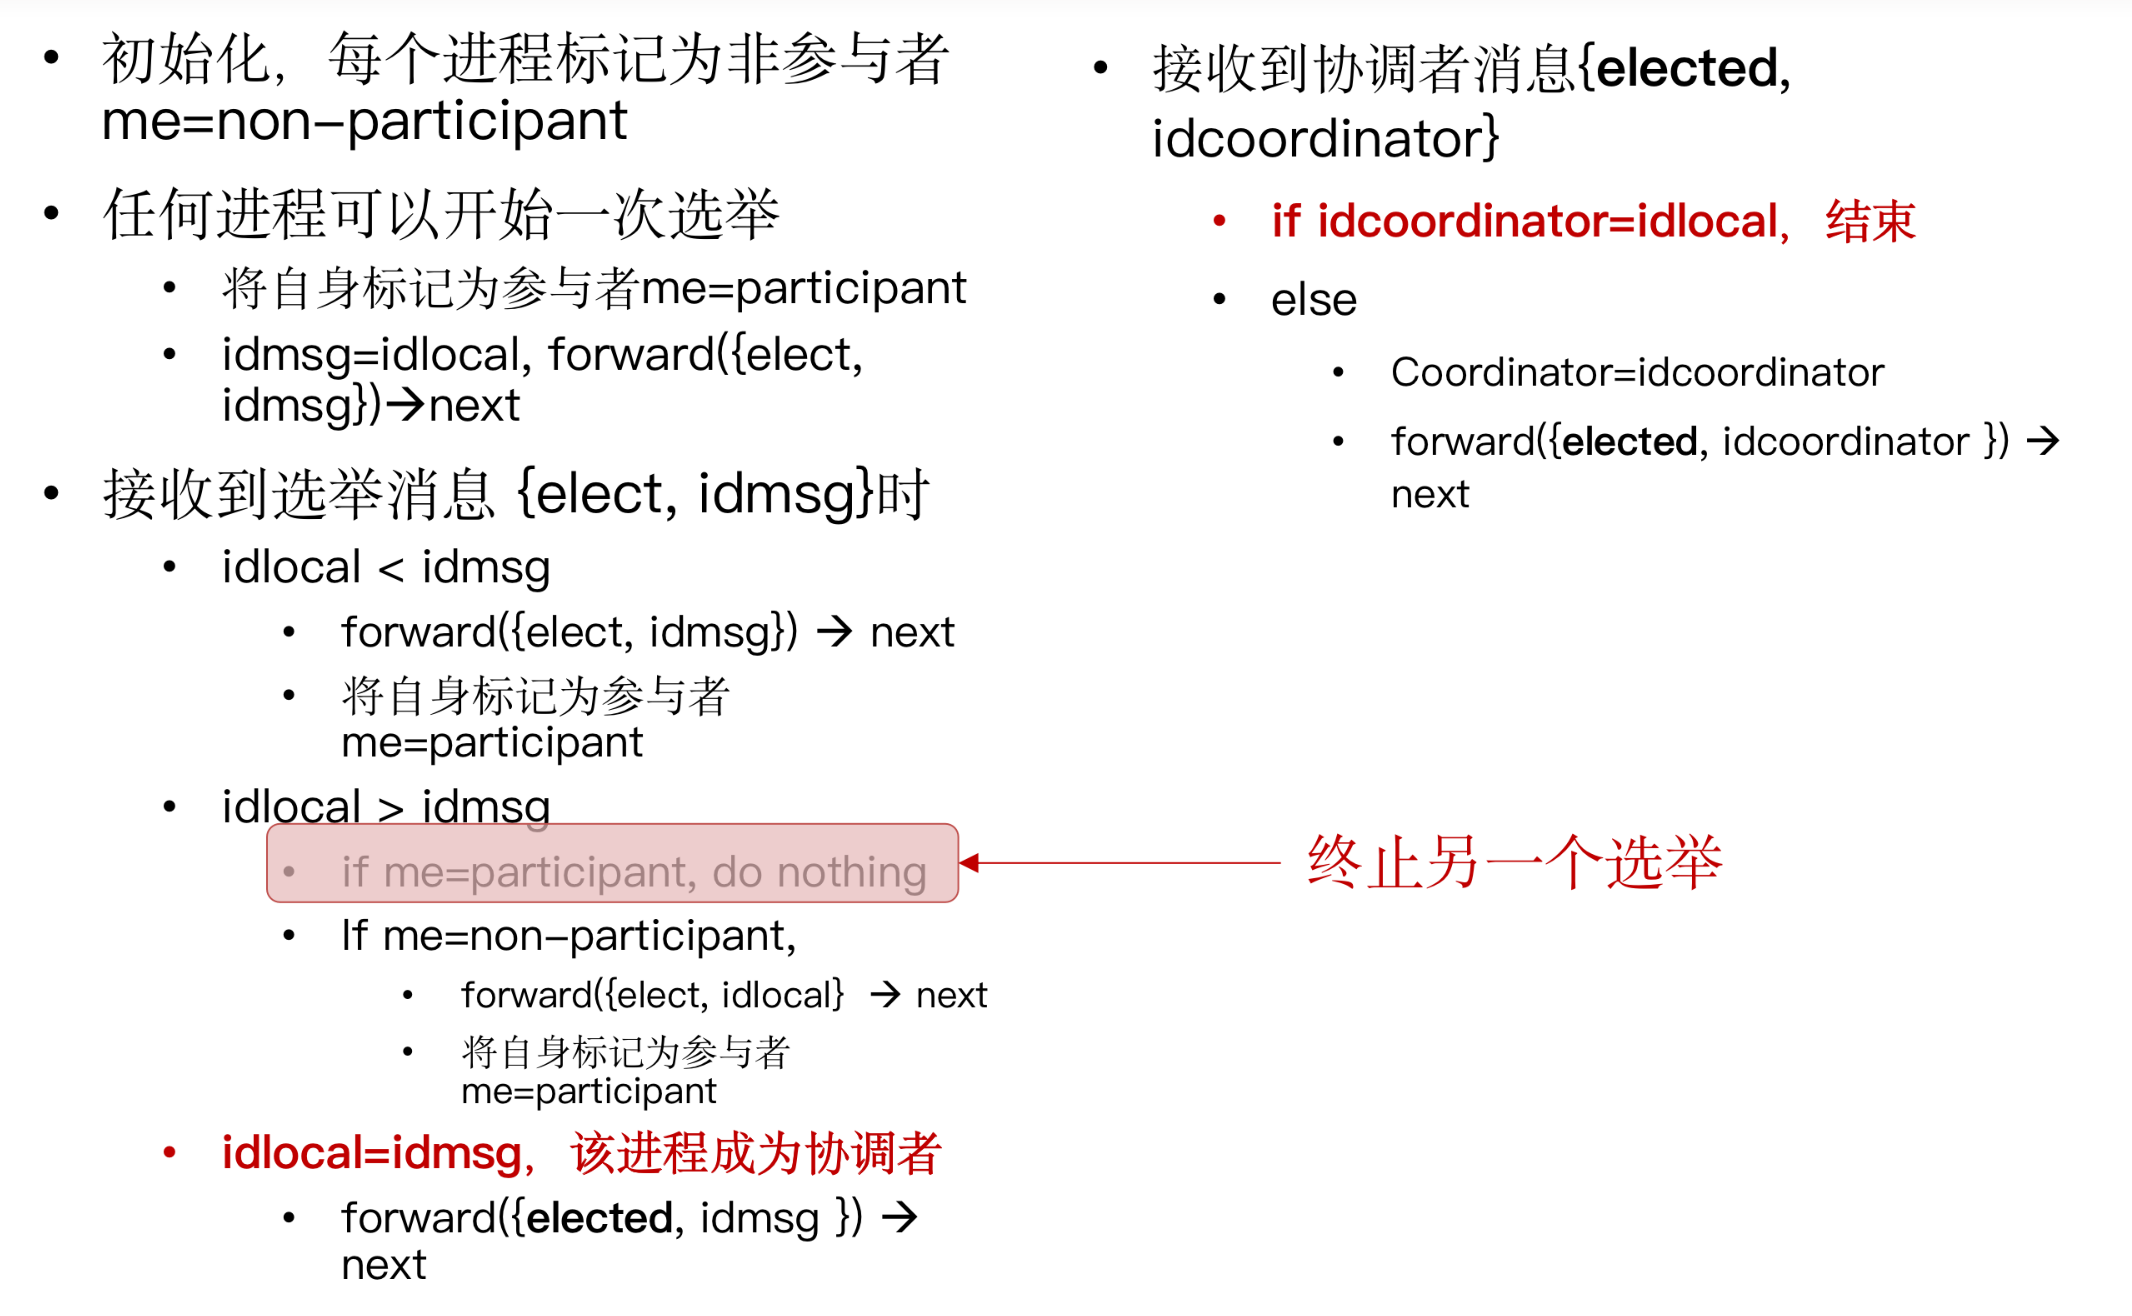 • 初始化，每个进程标记为非参与者
me=non-participant
• 任何进程可以开始一次选举
• 将自身标记为参与者me=participant
• idmsg=idlocal, forward({elect,
idmsg})→next
• 接收到选举消息 {elect, idmsg}时
• idlocal < idmsg
• forward({elect, idmsg}) → next
• 将自身标记为参与者
me=participant
• idlocal > idmsg
• if me=participant, do nothing
• If me=non-participant,
• forward({elect, idlocal} → next
• 将自身标记为参与者
me=participant
• idlocal=idmsg，该进程成为协调者
• forward({elected, idmsg }) →
next
• 接收到协调者消息{elected,
idcoordinator}
• if idcoordinator=idlocal，结束
• else
• Coordinator=idcoordinator
• forward({elected, idcoordinator }) →
next
终止另一个选举